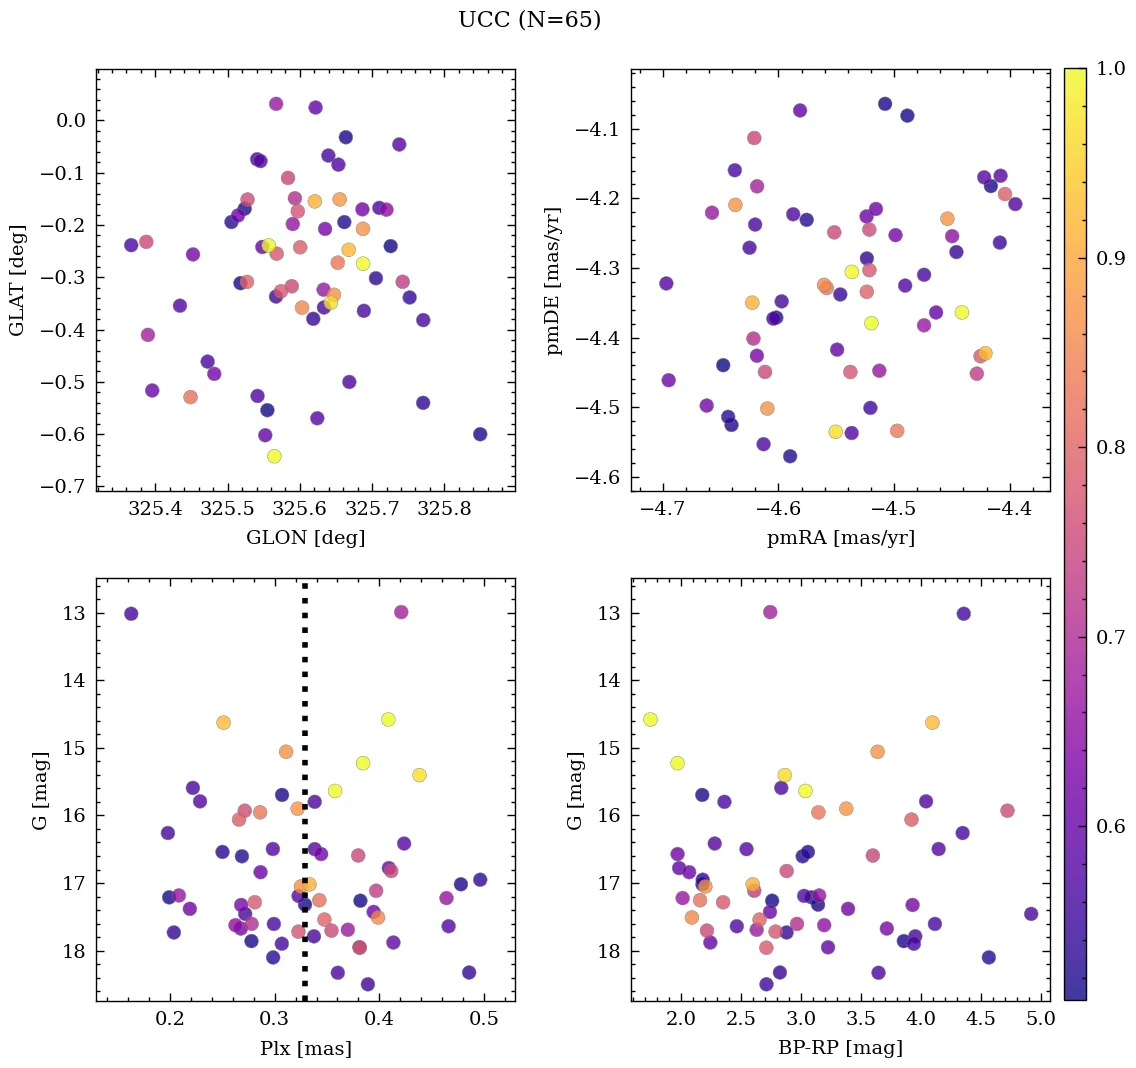 UCC (N=65)
0.0
−0.1
−0.2
−0.3
−0.4
−0.5
−0.6
−0.7
GLAT [deg]
325.4 325.5 325.6 325.7 325.8
GLON [deg]
−4.1
−4.2
−4.3
−4.4
−4.5
−4.6
pmDE [mas/yr]
−4.7 −4.6 −4.5 −4.4
pmRA [mas/yr]
13
14
15
16
17
18
G [mag]
0.2 0.3 0.4 0.5
Plx [mas]
13
14
15
16
17
18
G [mag]
2.0 2.5 3.0 3.5 4.0 4.5 5.0
BP-RP [mag]
1.0
0.9
0.8
0.7
0.6